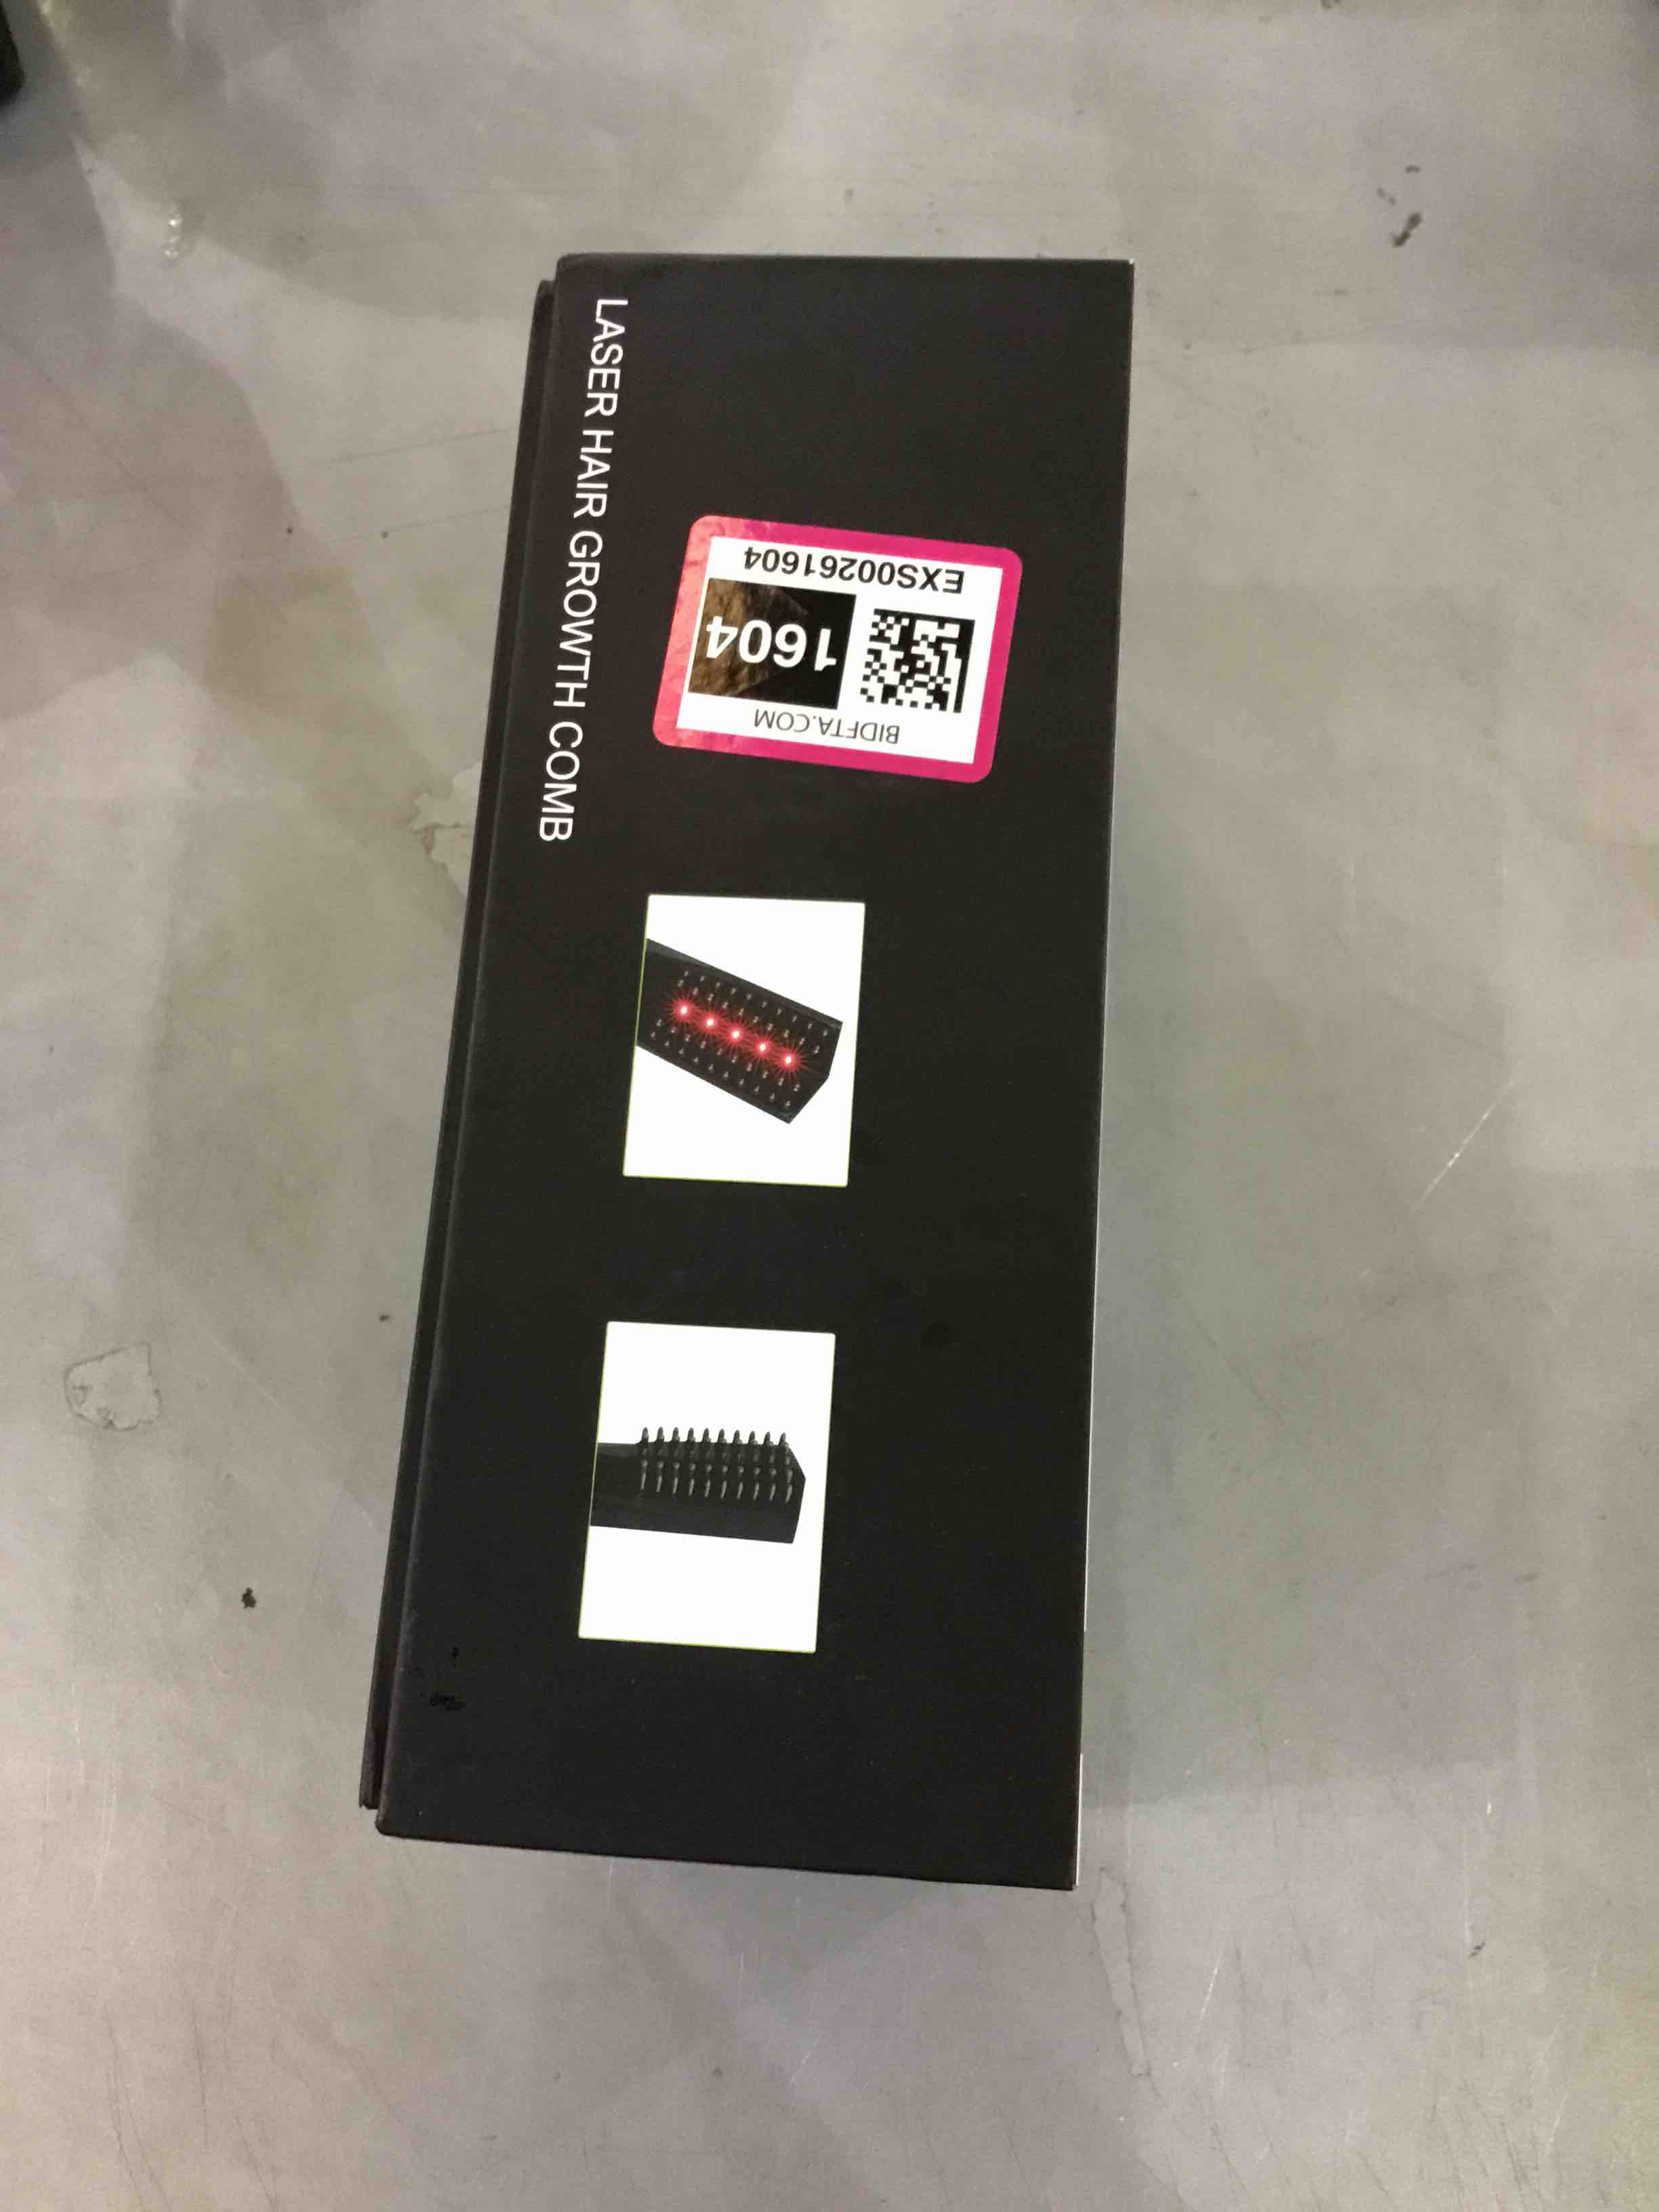 LASER HAIR GROWTH COMB
BIDFTA.COM
1604
EXS00261604